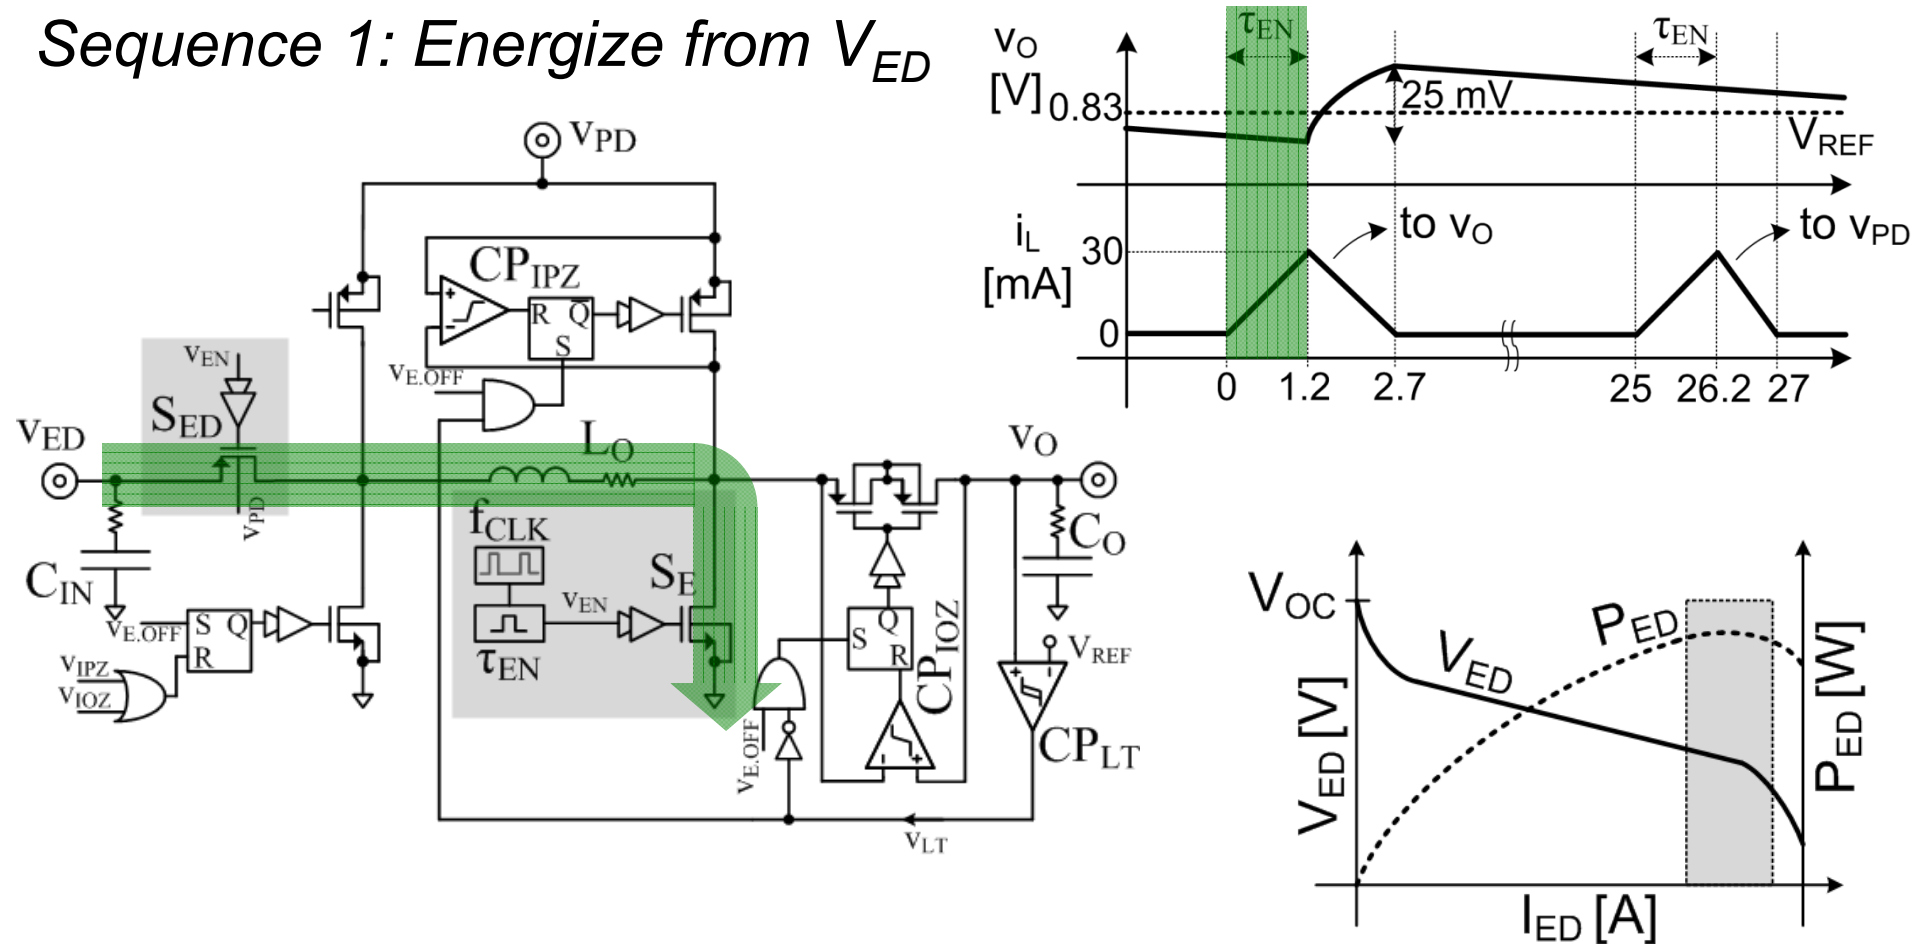 Sequence 1: Energize from VED
vPD
CPIPZ
+
−
R Q̅
S
vE.OFF
vEN
SED
vED
vPD
LO
CIN
fCLK
SE
vEN
τEN
vE.OFF
S Q
R
vIPZ
vIOZ
vO
CO
Q
S
R
CPIOZ
- +
vE.OFF
VREF
+ -
CPLT
vLT
vO
[V]
τEN
τEN
0.83
25 mV
VREF
iL
[mA]
30
0
to vO
to vPD
0
1.2
2.7
25
26.2
27
VOC
VED
PED
VED [V]
PED [W]
IED [A]